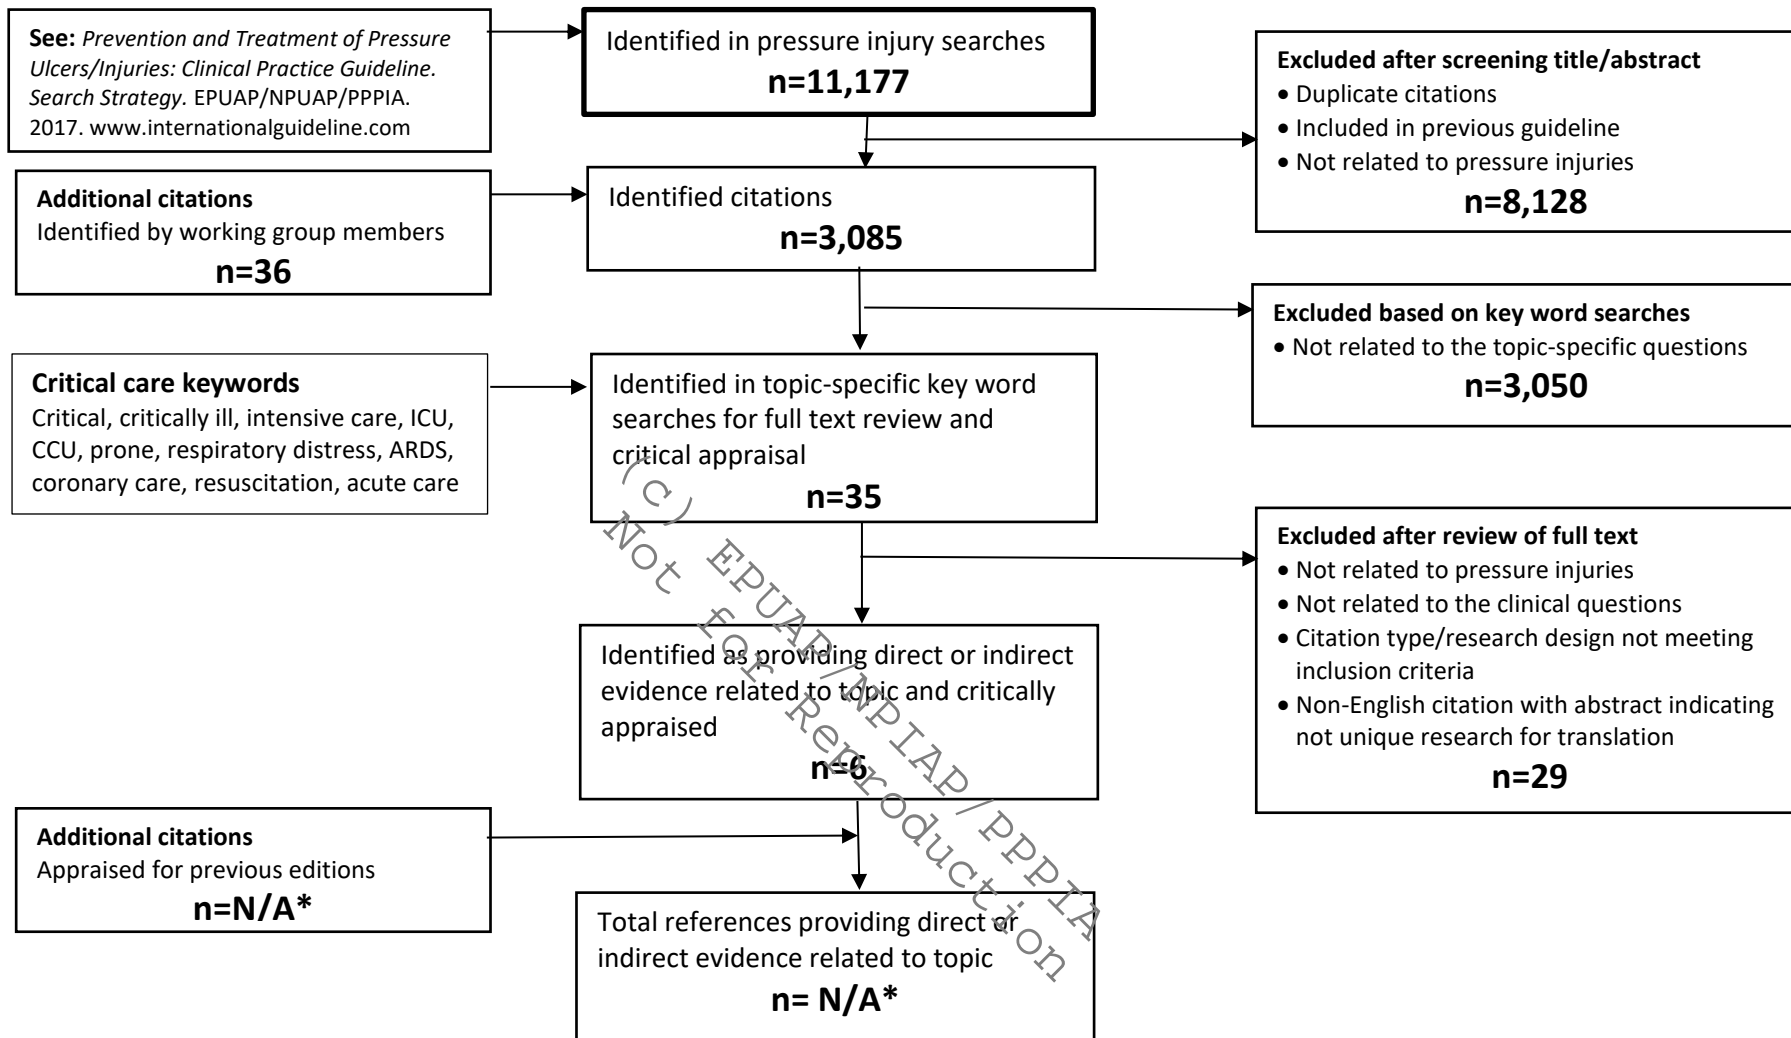 See: Prevention and Treatment of Pressure
Ulcers/Injuries: Clinical Practice Guideline.
Search Strategy. EPUAP/NPUAP/PPPIA.
2017. www.internationalguideline.com
Identified in pressure injury searches
n=11,177
Excluded after screening title/abstract
• Duplicate citations
• Included in previous guideline
• Not related to pressure injuries
n=8,128
Additional citations
Identified by working group members
n=36
Identified citations
n=3,085
Excluded based on key word searches
• Not related to the topic-specific questions
n=3,050
Critical care keywords
Critical, critically ill, intensive care, ICU,
CCU, prone, respiratory distress, ARDS,
coronary care, resuscitation, acute care
Identified in topic-specific key word
searches for full text review and
critical appraisal
n=35
Excluded after review of full text
• Not related to pressure injuries
• Not related to the clinical questions
• Citation type/research design not meeting
inclusion criteria
• Non-English citation with abstract indicating
not unique research for translation
n=29
Identified as providing direct or indirect
evidence related to topic and critically
appraised
n=6
Additional citations
Appraised for previous editions
n=N/A*
Total references providing direct or
indirect evidence related to topic
n= N/A*
(c) EPUAP/NPIAP/PPPIA
Not for Reproduction